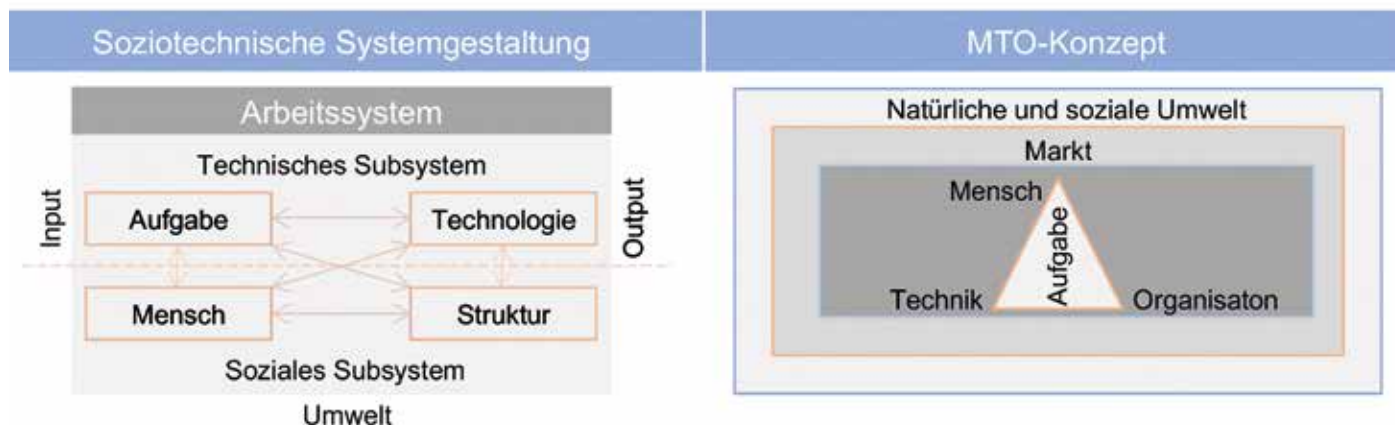 Soziotechnische Systemgestaltung
Arbeitssystem
Technisches Subsystem
Input
Aufgabe
Technologie
Output
Mensch
Struktur
Soziales Subsystem
Umwelt
MTO-Konzept
Natürliche und soziale Umwelt
Markt
Mensch
Aufgabe
Technik
Organisaton